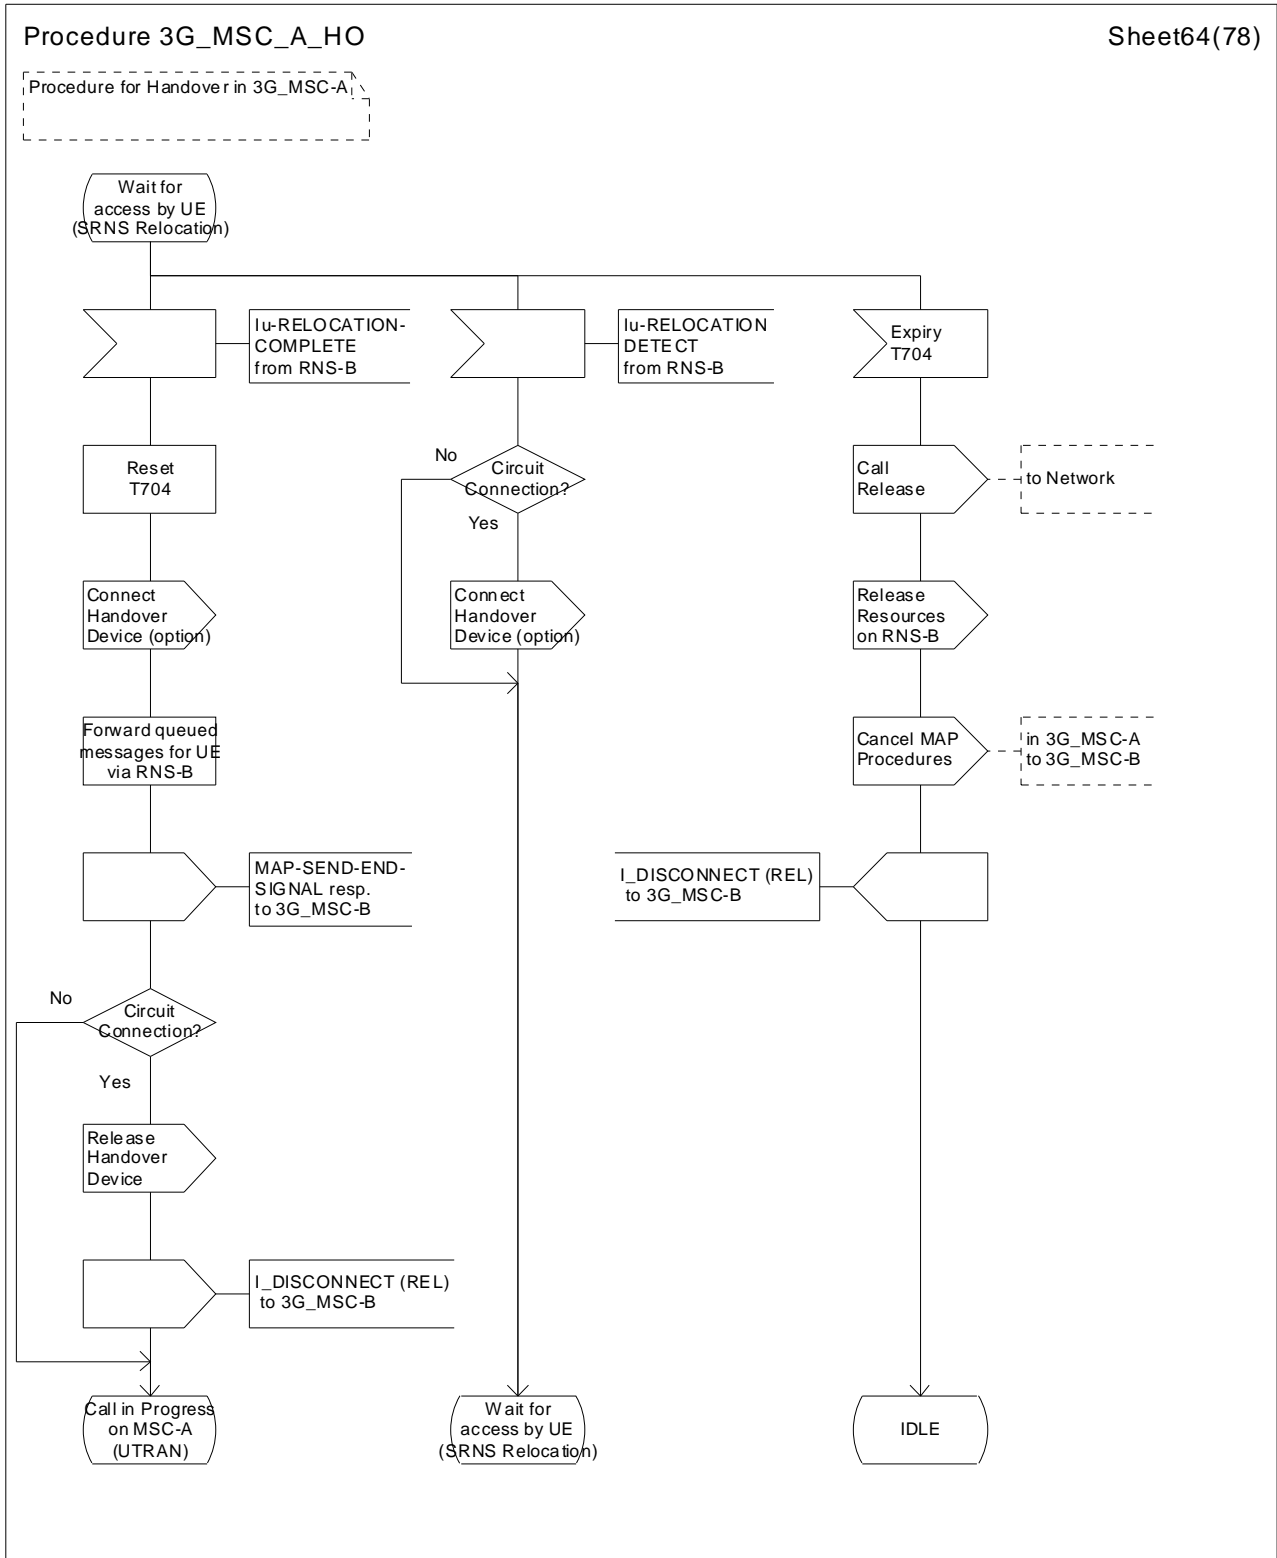 Procedure 3G_MSC_A_HO
Sheet64(78)
Procedure for Handover in 3G_MSC-A
Wait for
access by UE
(SRNS Relocation)
Iu-RELOCATION-
COMPLETE
from RNS-B
Iu-RELOCATION
DETECT
from RNS-B
Expiry
T704
Reset
T704
No
Circuit
Connection?
Yes
Call
Release
to Network
Connect
Handover
Device (option)
Connect
Handover
Device (option)
Release
Resources
on RNS-B
Forward queued
messages for UE
via RNS-B
Cancel MAP
Procedures
in 3G_MSC-A
to 3G_MSC-B
MAP-SEND-END-
SIGNAL resp.
to 3G_MSC-B
I_DISCONNECT (REL)
to 3G_MSC-B
No
Circuit
Connection?
Yes
Release
Handover
Device
I_DISCONNECT (REL)
to 3G_MSC-B
Call in Progress
on MSC-A
(UTRAN)
Wait for
access by UE
(SRNS Relocation)
IDLE